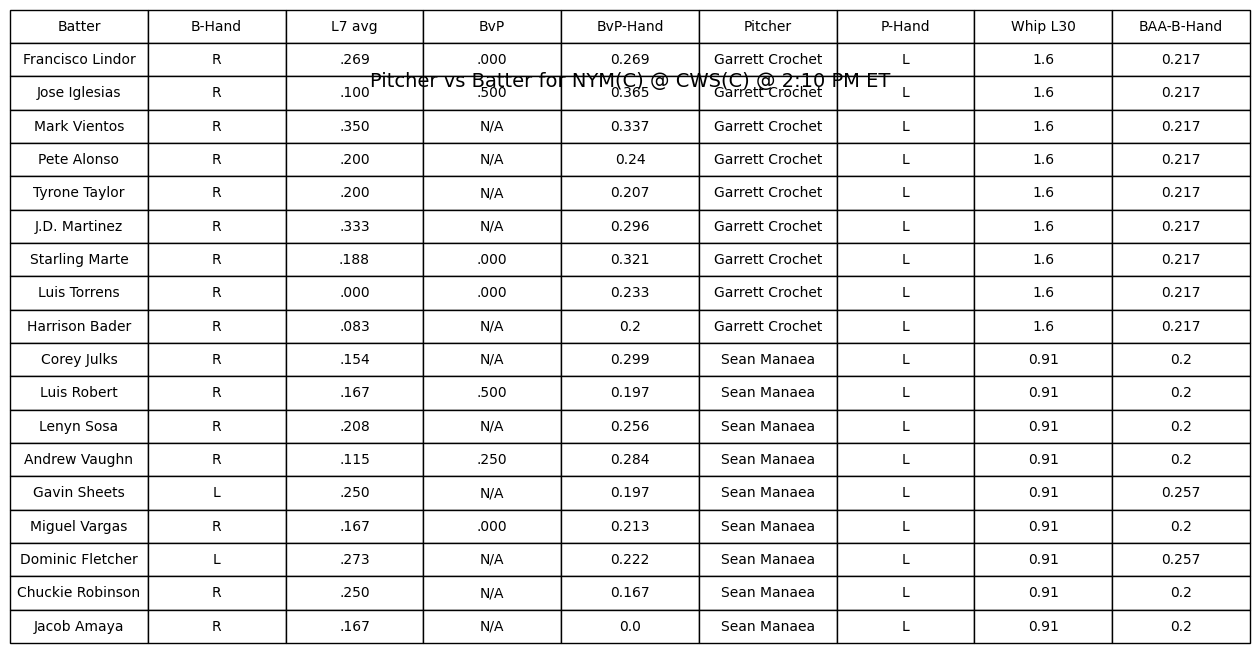 Batter B-Hand L7 avg BvP BvP-Hand Pitcher P-Hand Whip L30 BAA-B-Hand
Francisco Lindor R .269 .000 0.269 Garrett Crochet L 1.6 0.217
Pitcher vs Batter for NYM(C) @ CWS(C) @ 2:10 PM ET
Jose Iglesias R .100 .500 0.365 Garrett Crochet L 1.6 0.217
Mark Vientos R .350 N/A 0.337 Garrett Crochet L 1.6 0.217
Pete Alonso R .200 N/A 0.24 Garrett Crochet L 1.6 0.217
Tyrone Taylor R .200 N/A 0.207 Garrett Crochet L 1.6 0.217
J.D. Martinez R .333 N/A 0.296 Garrett Crochet L 1.6 0.217
Starling Marte R .188 .000 0.321 Garrett Crochet L 1.6 0.217
Luis Torrens R .000 .000 0.233 Garrett Crochet L 1.6 0.217
Harrison Bader R .083 N/A 0.2 Garrett Crochet L 1.6 0.217
Corey Julks R .154 N/A 0.299 Sean Manaea L 0.91 0.2
Luis Robert R .167 .500 0.197 Sean Manaea L 0.91 0.2
Lenyn Sosa R .208 N/A 0.256 Sean Manaea L 0.91 0.2
Andrew Vaughn R .115 .250 0.284 Sean Manaea L 0.91 0.2
Gavin Sheets L .250 N/A 0.197 Sean Manaea L 0.91 0.257
Miguel Vargas R .167 .000 0.213 Sean Manaea L 0.91 0.2
Dominic Fletcher L .273 N/A 0.222 Sean Manaea L 0.91 0.257
Chuckie Robinson R .250 N/A 0.167 Sean Manaea L 0.91 0.2
Jacob Amaya R .167 N/A 0.0 Sean Manaea L 0.91 0.2